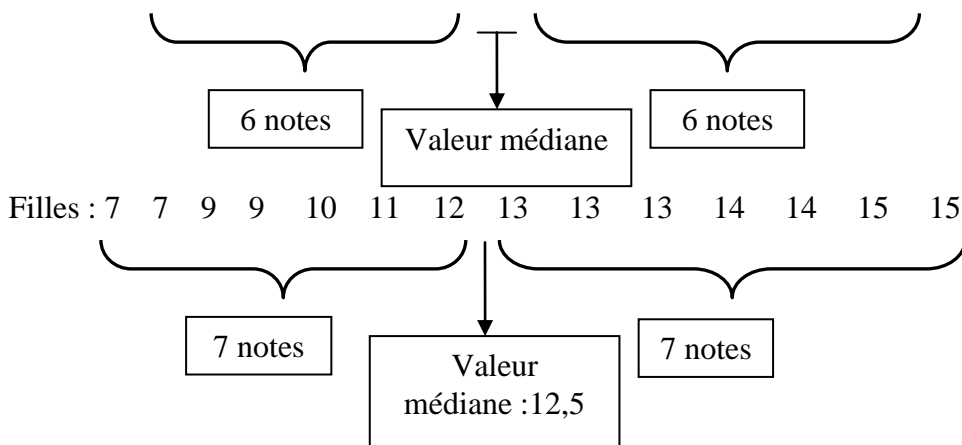 6 notes
6 notes
Valeur médiane
Filles : 7 7 9 9 10 11 12 13 13 13 14 14 15 15
7 notes
7 notes
Valeur
médiane :12,5